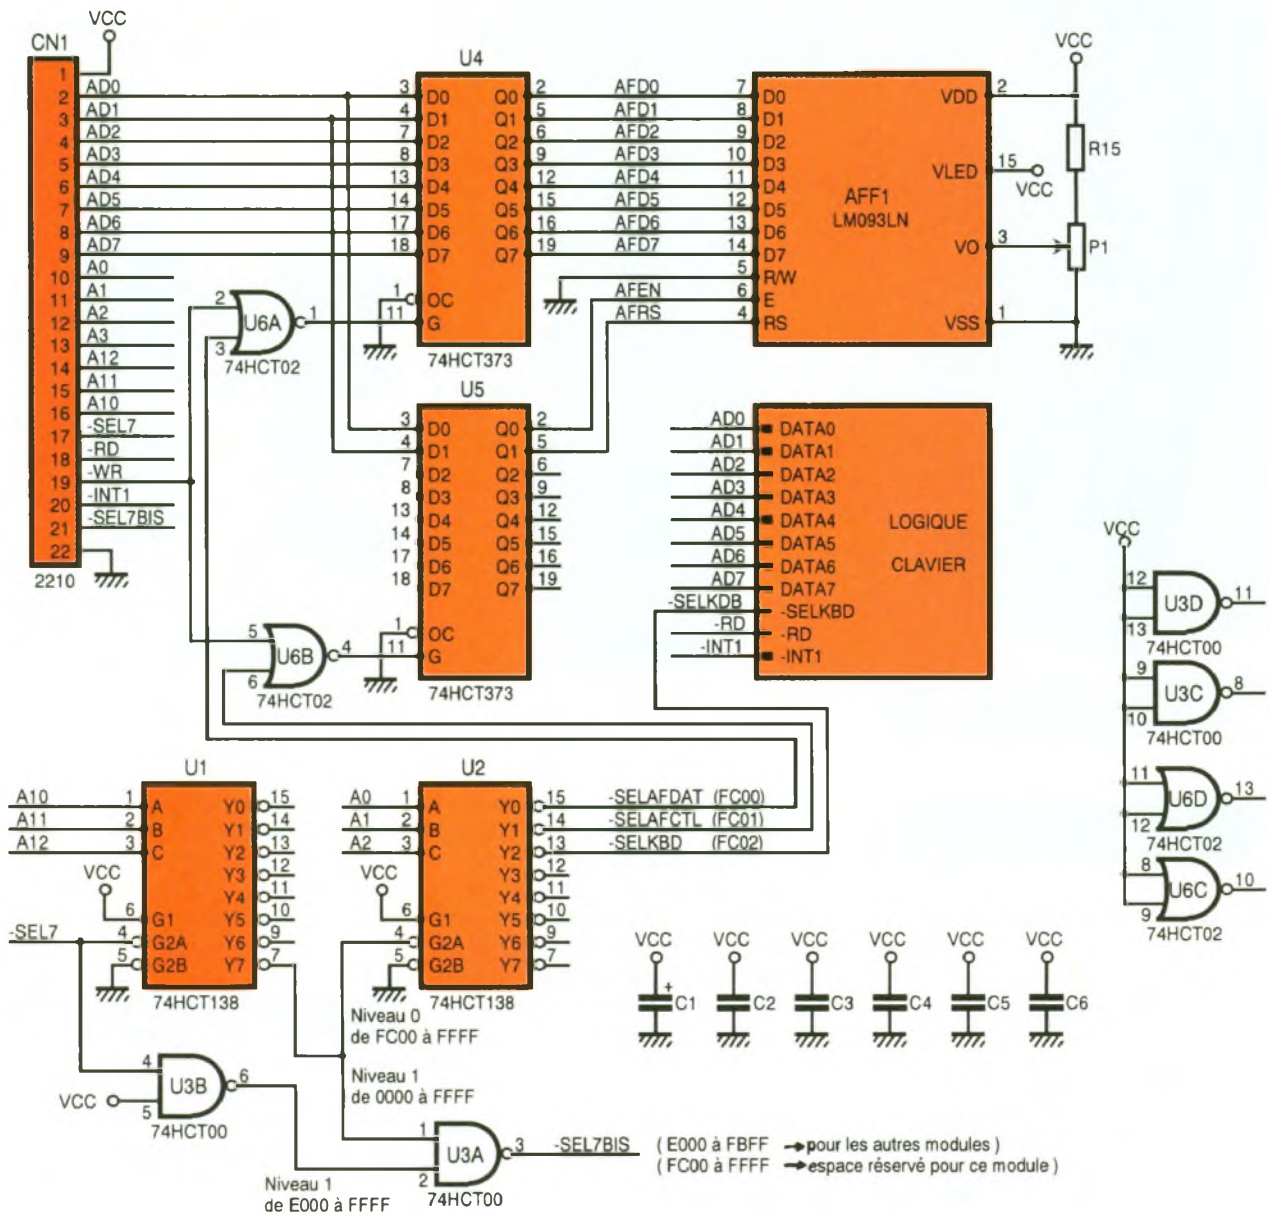 VCC
CN1
1
2 AD0
3 AD1
4 AD2
5 AD3
6 AD4
7 AD5
8 AD6
9 AD7
10 A0
11 A1
12 A2
13 A3
14 A12
15 A11
16 A10
17 -SEL7
18 -RD
19 -WR
20 -INT1
21 -SEL7BIS
22
2210
U4
3 D0 Q0 2
4 D1 Q1 5
7 D2 Q2 6
8 D3 Q3 9
13 D4 Q4 12
14 D5 Q5 15
17 D6 Q6 16
18 D7 Q7 19
1 OC
11 G
74HCT373
AFD0
AFD1
AFD2
AFD3
AFD4
AFD5
AFD6
AFD7
AFEN
AFRS
7 D0 VDD 2
8 D1
9 D2
10 D3 VLED 15
11 D4
12 D5
13 D6 VO 3
14 D7
5 R/W
6 E
4 RS VSS 1
AFF1
LM093LN
VCC
R15
VCC
P1
2
3
U6A
1
74HCT02
U5
3 D0 Q0 2
4 D1 Q1 5
7 D2 Q2 6
8 D3 Q3 9
13 D4 Q4 12
14 D5 Q5 15
17 D6 Q6 16
18 D7 Q7 19
1 OC
11 G
74HCT373
5
6
U6B
4
74HCT02
AD0 DATA0
AD1 DATA1
AD2 DATA2
AD3 DATA3
AD4 DATA4
AD5 DATA5
AD6 DATA6
AD7 DATA7
-SELKDB -SELKBD
-RD -RD
-INT1 -INT1
LOGIQUE
CLAVIER
VCC
12
13
U3D
11
74HCT00
9
10
U3C
8
74HCT00
11
12
U6D
13
74HCT02
8
9
U6C
10
74HCT02
U1
A10 1 A Y0 15
A11 2 B Y1 14
A12 3 C Y2 13
Y3 12
VCC Y4 11
6 G1 Y5 10
-SEL7 4 G2A Y6 9
5 G2B Y7 7
74HCT138
U2
A0 1 A Y0 15 -SELAFDAT (FC00)
A1 2 B Y1 14 -SELAFCTL (FC01)
A2 3 C Y2 13 -SELKBD (FC02)
Y3 12
VCC Y4 11
6 G1 Y5 10
4 G2A Y6 9
5 G2B Y7 7
74HCT138
Niveau 0
de FC00 à FFFF
Niveau 1
de 0000 à FFFF
VCC VCC VCC VCC VCC VCC
+ C1 C2 C3 C4 C5 C6
4
VCC 5
U3B
6
74HCT00
Niveau 1
de E000 à FFFF
1
2
U3A
3 -SEL7BIS
74HCT00
( E000 à FBFF → pour les autres modules )
( FC00 à FFFF → espace réservé pour ce module )